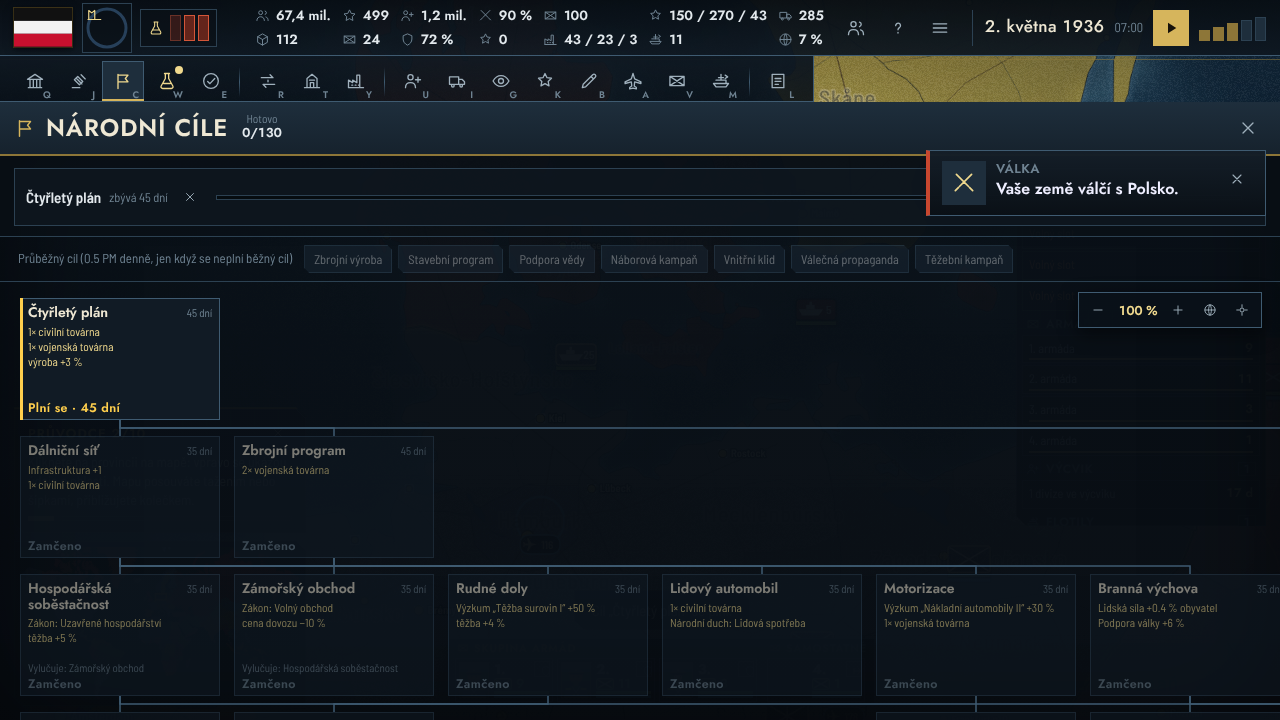 67,4 mil.
499
1,2 mil.
90 %
100
150 / 270 / 43
285
112
24
72 %
0
43 / 23 / 3
11
7 %
?
2. května 1936
07:00
Q
J
C
W
E
R
T
Y
U
I
G
K
B
A
V
M
L
Skåne
NÁRODNÍ CÍLE
Hotovo
0/130
VÁLKA
Vaše země válčí s Polsko.
Čtyřletý plán
zbývá 45 dní
Průběžný cíl (0.5 PM denně, jen když se neplní běžný cíl)
Zbrojní výroba
Stavební program
Podpora vědy
Náborová kampaň
Vnitřní klid
Válečná propaganda
Těžební kampaň
100 %
Čtyřletý plán
45 dní
1× civilní továrna
1× vojenská továrna
výroba +3 %
Plní se · 45 dní
Dálniční síť
35 dní
Infrastruktura +1
1× civilní továrna
Zamčeno
Zbrojní program
45 dní
2× vojenská továrna
Zamčeno
Hospodářská
soběstačnost
35 dní
Zákon: Uzavřené hospodářství
těžba +5 %
Vylučuje: Zámořský obchod
Zamčeno
Zámořský obchod
35 dní
Zákon: Volný obchod
cena dovozu −10 %
Vylučuje: Hospodářská soběstačnost
Zamčeno
Rudné doly
35 dní
Výzkum „Těžba surovin I" +50 %
těžba +4 %
Zamčeno
Lidový automobil
35 dní
1× civilní továrna
Národní duch: Lidová spotřeba
Zamčeno
Motorizace
35 dní
Výzkum „Nákladní automobily II" +30 %
1× vojenská továrna
Zamčeno
Branná výchova
35 dn
Lidská síla +0.4 % obyvatel
Podpora války +6 %
Zamčeno